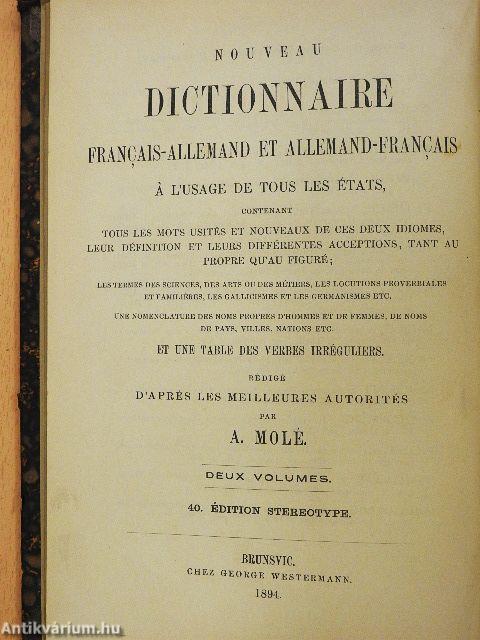 NOUVEAU
DICTIONNAIRE
FRANÇAIS-ALLEMAND ET ALLEMAND-FRANÇAIS
À L'USAGE DE TOUS LES ÉTATS,
CONTENANT
TOUS LES MOTS USITÉS ET NOUVEAUX DE CES DEUX IDIOMES,
LEUR DÉFINITION ET LEURS DIFFÉRENTES ACCEPTIONS, TANT AU
PROPRE QU'AU FIGURÉ;
LES TERMES DES SCIENCES, DES ARTS OU DES MÉTIERS, LES LOCUTIONS PROVERBIALES
ET FAMILIÈRES, LES GALLICISMES ET LES GERMANISMES ETC.
UNE NOMENCLATURE DES NOMS PROPRES D'HOMMES ET DE FEMMES, DE NOMS
DE PAYS, VILLES, NATIONS ETC.
ET UNE TABLE DES VERBES IRRÉGULIERS.
RÉDIGÉ
D'APRÈS LES MEILLEURES AUTORITÉS
PAR
A. MOLÉ.
DEUX VOLUMES.
40. ÉDITION STEREOTYPE.
BRUNSVIC.
CHEZ GEORGE WESTERMANN.
1894.
Antikvárium.hu